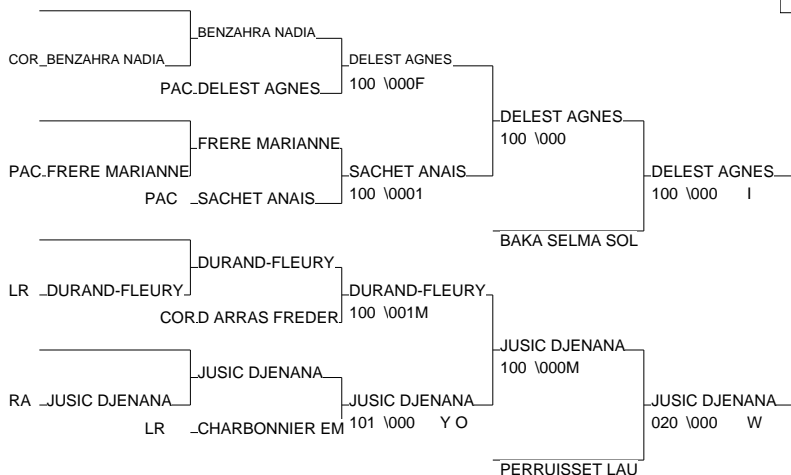 BENZAHRA NADIA
COR BENZAHRA NADIA
DELEST AGNES
PAC DELEST AGNES
100 \000F
DELEST AGNES
100 \000
FRERE MARIANNE
PAC FRERE MARIANNE
SACHET ANAIS
100 \0001
DELEST AGNES
100 \000 I
PAC SACHET ANAIS
BAKA SELMA SOL
DURAND-FLEURY
LR DURAND-FLEURY
DURAND-FLEURY
100 \001M
COR D ARRAS FREDER
JUSIC DJENANA
100 \000M
JUSIC DJENANA
RA JUSIC DJENANA
JUSIC DJENANA
101 \000 Y O
JUSIC DJENANA
020 \000 W
LR CHARBONNIER EM
PERRUISSET LAU